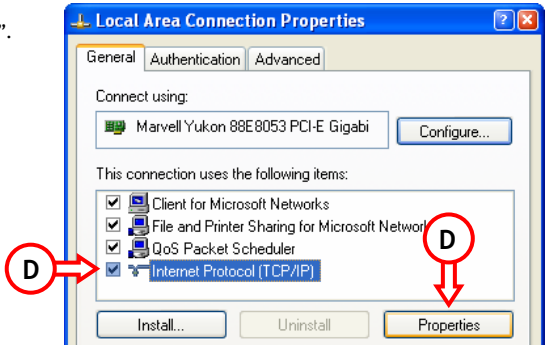 ”.
Local Area Connection Properties
General Authentication Advanced
Connect using:
Marvell Yukon 88E8053 PCI-E Gigabi Configure...
This connection uses the following items:
Client for Microsoft Networks
File and Printer Sharing for Microsoft Networ
D
QoS Packet Scheduler
D Internet Protocol (TCP/IP)
Install... Uninstall Properties